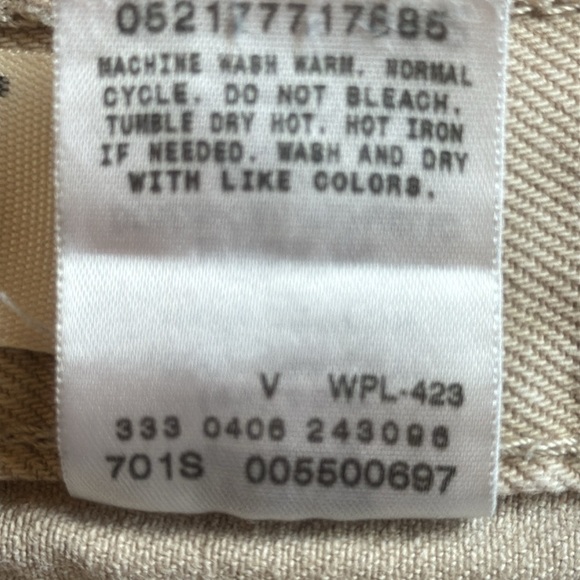 052177717685
MACHINE WASH WARM. NORMAL
CYCLE. DO NOT BLEACH.
TUMBLE DRY HOT. HOT IRON
IF NEEDED. WASH AND DRY
WITH LIKE COLORS.
V WPL-423
333 0406 243096
701S 005500697